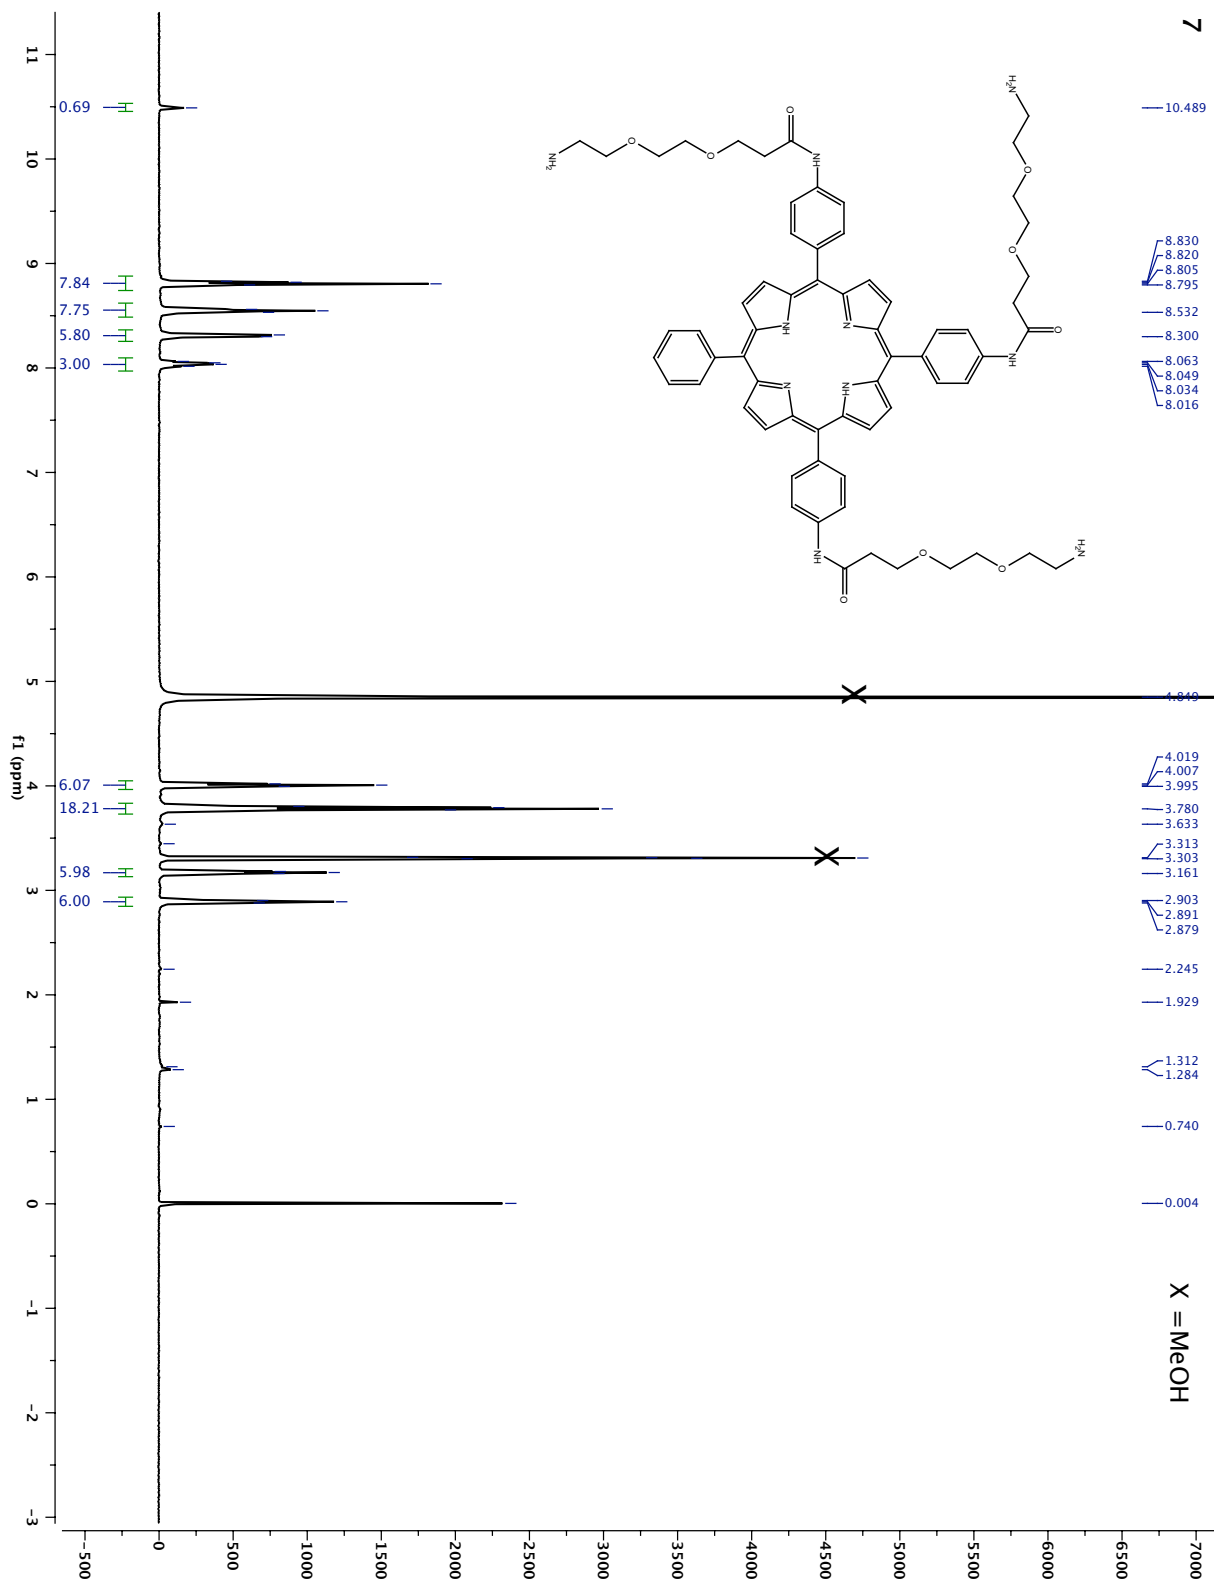 7
10.489
8.830
8.820
8.805
8.795
8.532
8.300
8.063
8.049
8.034
8.016
4.849
4.019
4.007
3.995
3.780
3.633
3.313
3.303
3.161
2.903
2.891
2.879
2.245
1.929
1.312
1.284
0.740
0.004
X =MeOH
H2N
O
O
O
NH
NH2
O
O
O
NH
NH
N
N
HN
NH
O
O
O
H2N
X
X
0.69
7.84
7.75
5.80
3.00
6.07
18.21
5.98
6.00
11 10 9 8 7 6 5 4 3 2 1 0 -1 -2 -3
f1 (ppm)
-500 0 500 1000 1500 2000 2500 3000 3500 4000 4500 5000 5500 6000 6500 7000